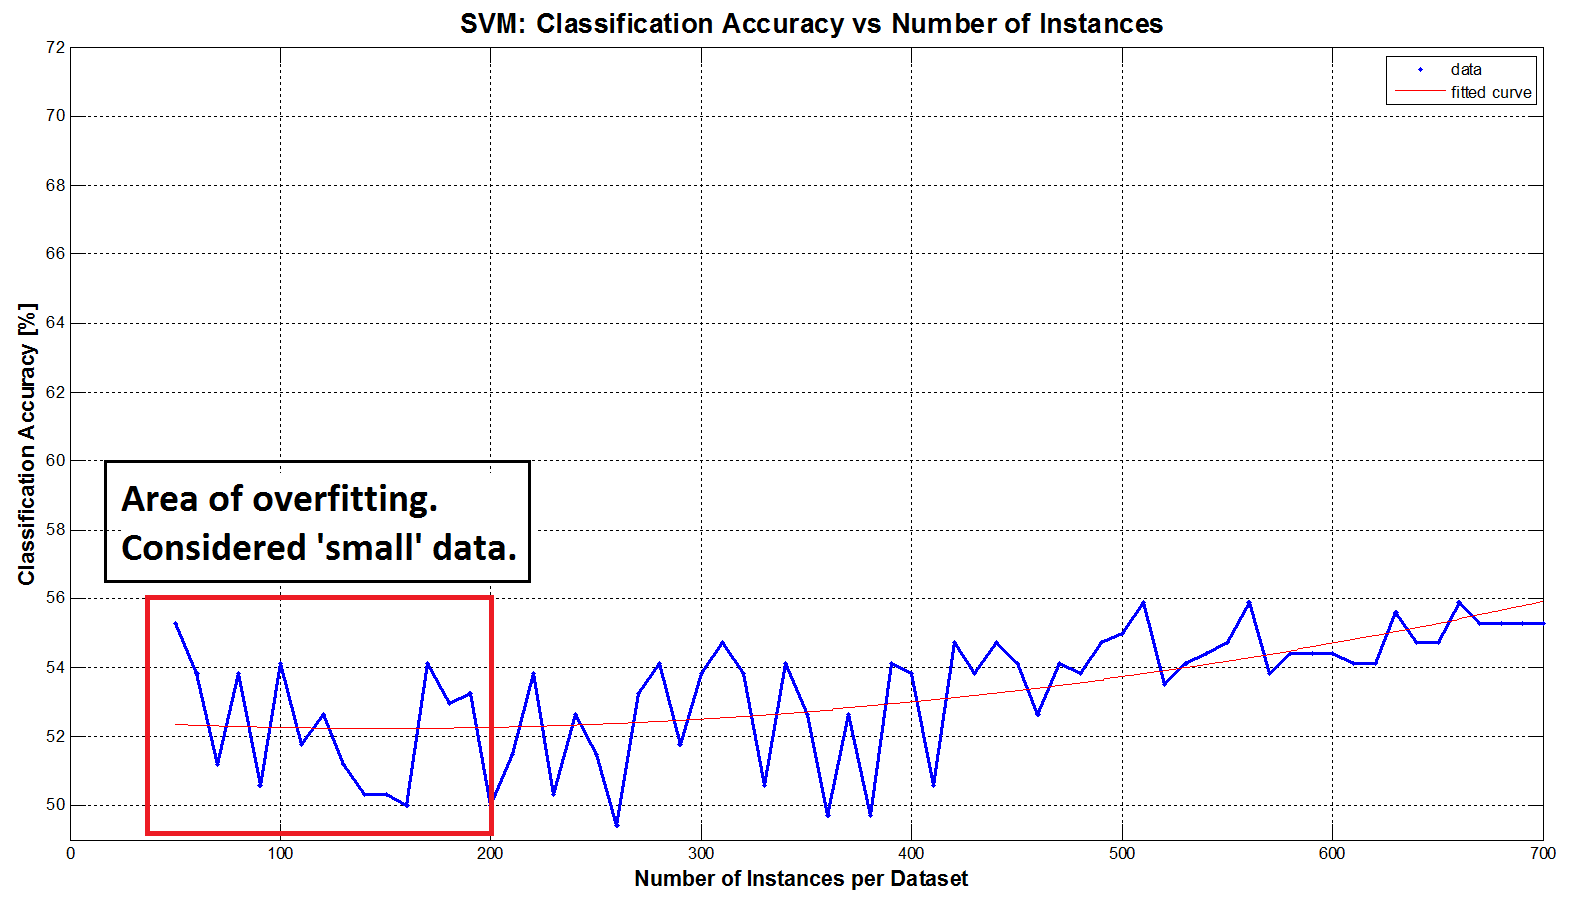 SVM: Classification Accuracy vs Number of Instances
data
fitted curve
Classification Accuracy [%]
72
70
68
66
64
62
60
58
56
54
52
50
Area of overfitting.
Considered 'small' data.
0
100
200
300
400
500
600
700
Number of Instances per Dataset